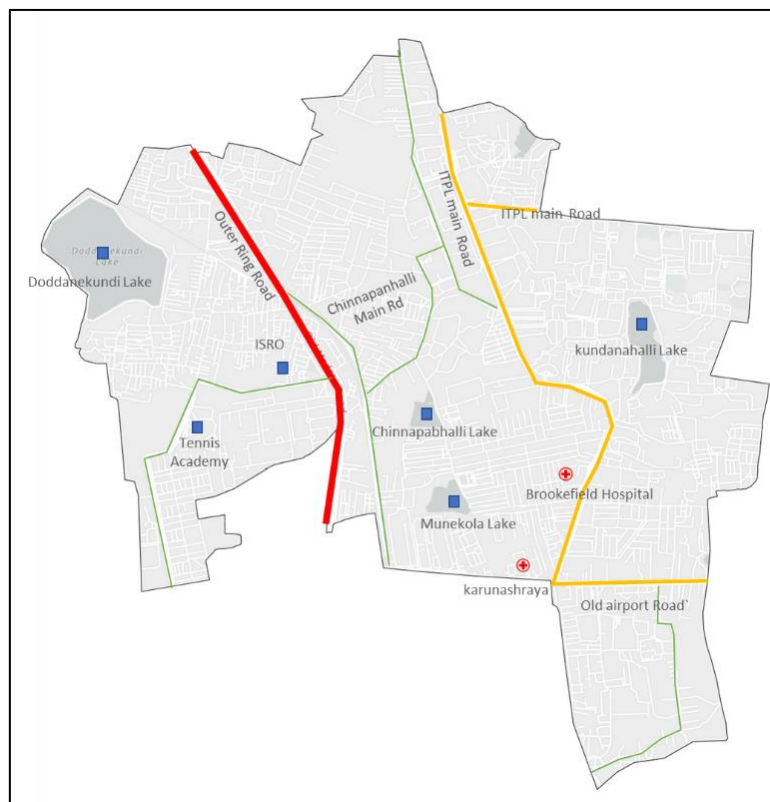 ITPL main Road
ITPL main Road
Outer Ring Road
Doddanekundi
Lake
Doddanekundi Lake
Chinnapanhalli
Main Rd
ISRO
kundanahalli Lake
Tennis
Academy
Chinnapabhalli Lake
Brookefield Hospital
Munekola Lake
karunashraya
Old airport Road`